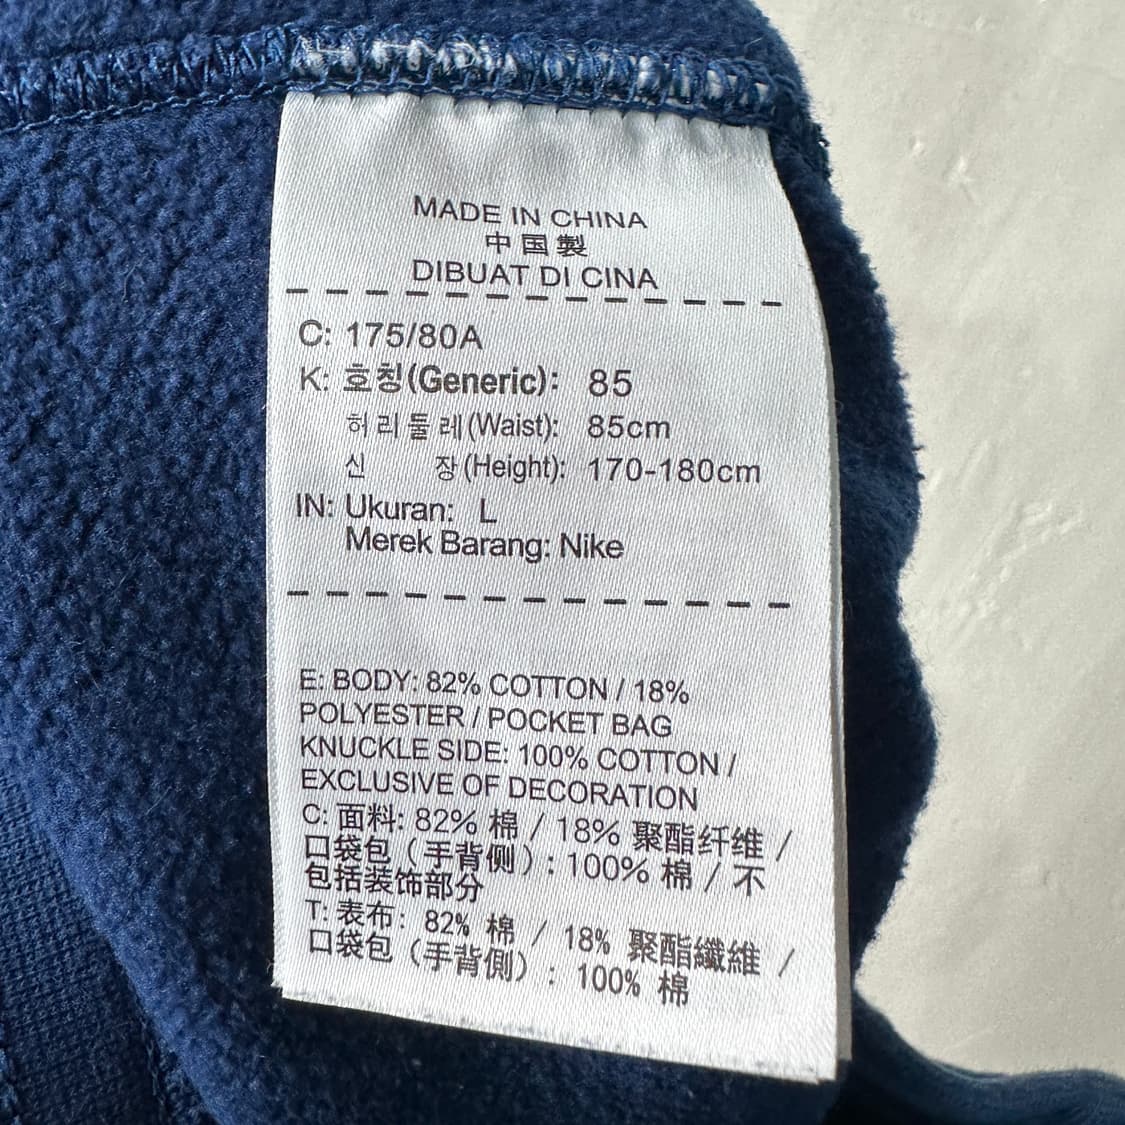 MADE IN CHINA
中国製
DIBUAT DI CINA
C: 175/80A
K: 호칭(Generic): 85
허리둘레(Waist): 85cm
신 장(Height): 170-180cm
IN: Ukuran: L
Merek Barang: Nike
E: BODY: 82% COTTON / 18%
POLYESTER / POCKET BAG
KNUCKLE SIDE: 100% COTTON /
EXCLUSIVE OF DECORATION
C: 面料: 82% 棉 / 18% 聚酯纤维 /
口袋包（手背侧）: 100% 棉 / 不
包括装饰部分
T: 表布: 82% 棉 / 18% 聚酯纖維 /
口袋包（手背側）: 100% 棉